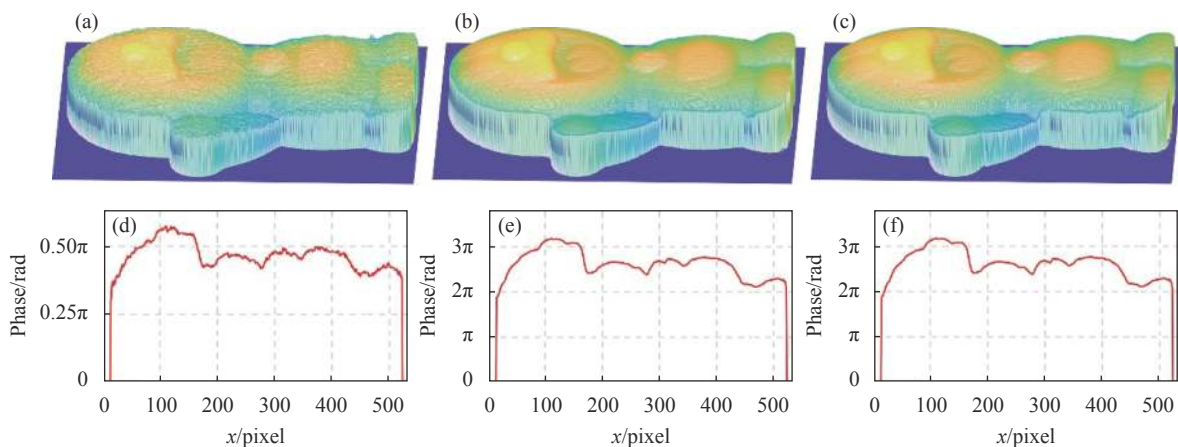 (a) (b) (c)
(d) (e) (f)
Phase/rad
0.50π
0.25π
0
0 100 200 300 400 500
x/pixel
Phase/rad
3π
2π
π
0
0 100 200 300 400 500
x/pixel
Phase/rad
3π
2π
π
0
0 100 200 300 400 500
x/pixel